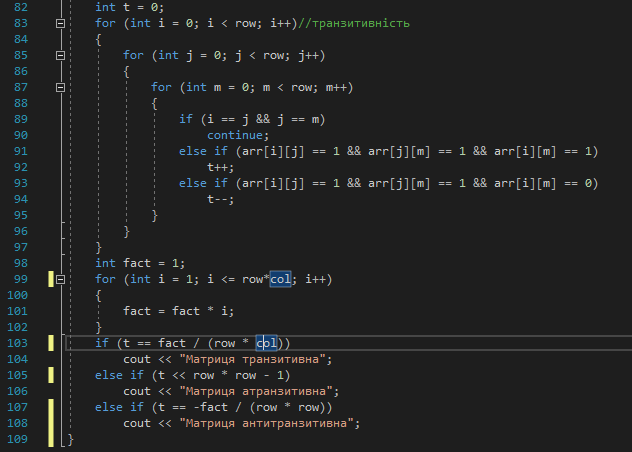 82 int t = 0;
83 for (int i = 0; i < row; i++)//транзитивність
84 {
85 for (int j = 0; j < row; j++)
86 {
87 for (int m = 0; m < row; m++)
88 {
89 if (i == j && j == m)
90 continue;
91 else if (arr[i][j] == 1 && arr[j][m] == 1 && arr[i][m] == 1)
92 t++;
93 else if (arr[i][j] == 1 && arr[j][m] == 1 && arr[i][m] == 0)
94 t--;
95 }
96 }
97 }
98 int fact = 1;
99 for (int i = 1; i <= row*col; i++)
100 {
101 fact = fact * i;
102 }
103 if (t == fact / (row * col))
104 cout << "Матриця транзитивна";
105 else if (t << row * row - 1)
106 cout << "Матриця атранзитивна";
107 else if (t == -fact / (row * row))
108 cout << "Матриця антитранзитивна";
109 }